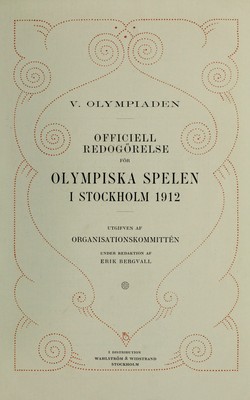 V. OLYMPIADEN
OFFICIELL
REDOGÖRELSE
FÖR
OLYMPISKA SPELEN
I STOCKHOLM 1912
UTGIFVEN AF
ORGANISATIONSKOMMITTÉN
UNDER REDAKTION AF
ERIK BERGVALL
I DISTRIBUTION
WAHLSTRÖM & WIDSTRAND
STOCKHOLM